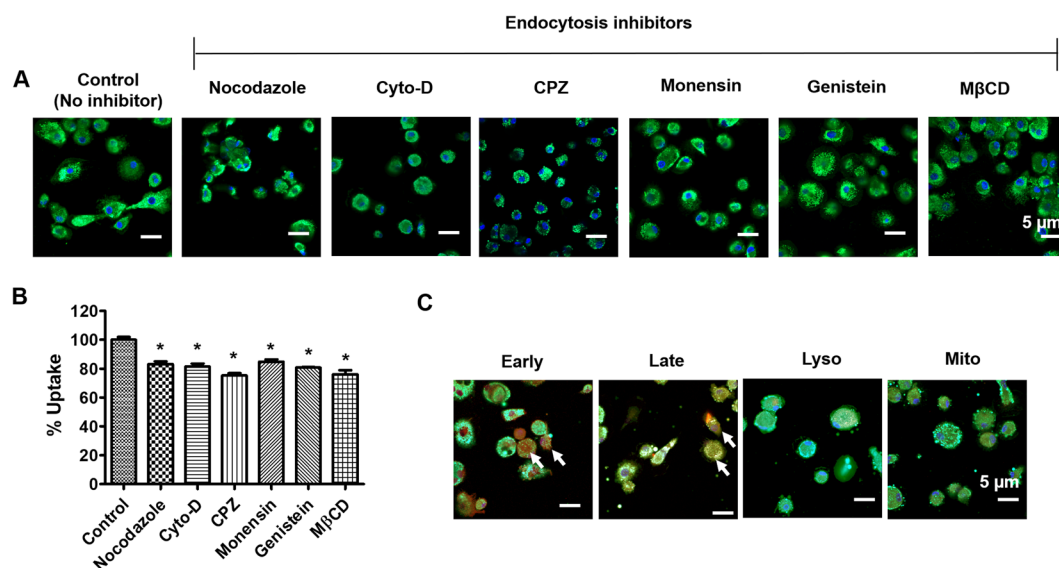 Endocytosis inhibitors
A
Control
(No inhibitor)
Nocodazole
Cyto-D
CPZ
Monensin
Genistein
MβCD
5 µm
B
% Uptake
120
100
80
60
40
20
0
* * * * * *
Control
Nocodazole
Cyto-D
CPZ
Monensin
Genistein
MβCD
C
Early
Late
Lyso
Mito
5 µm